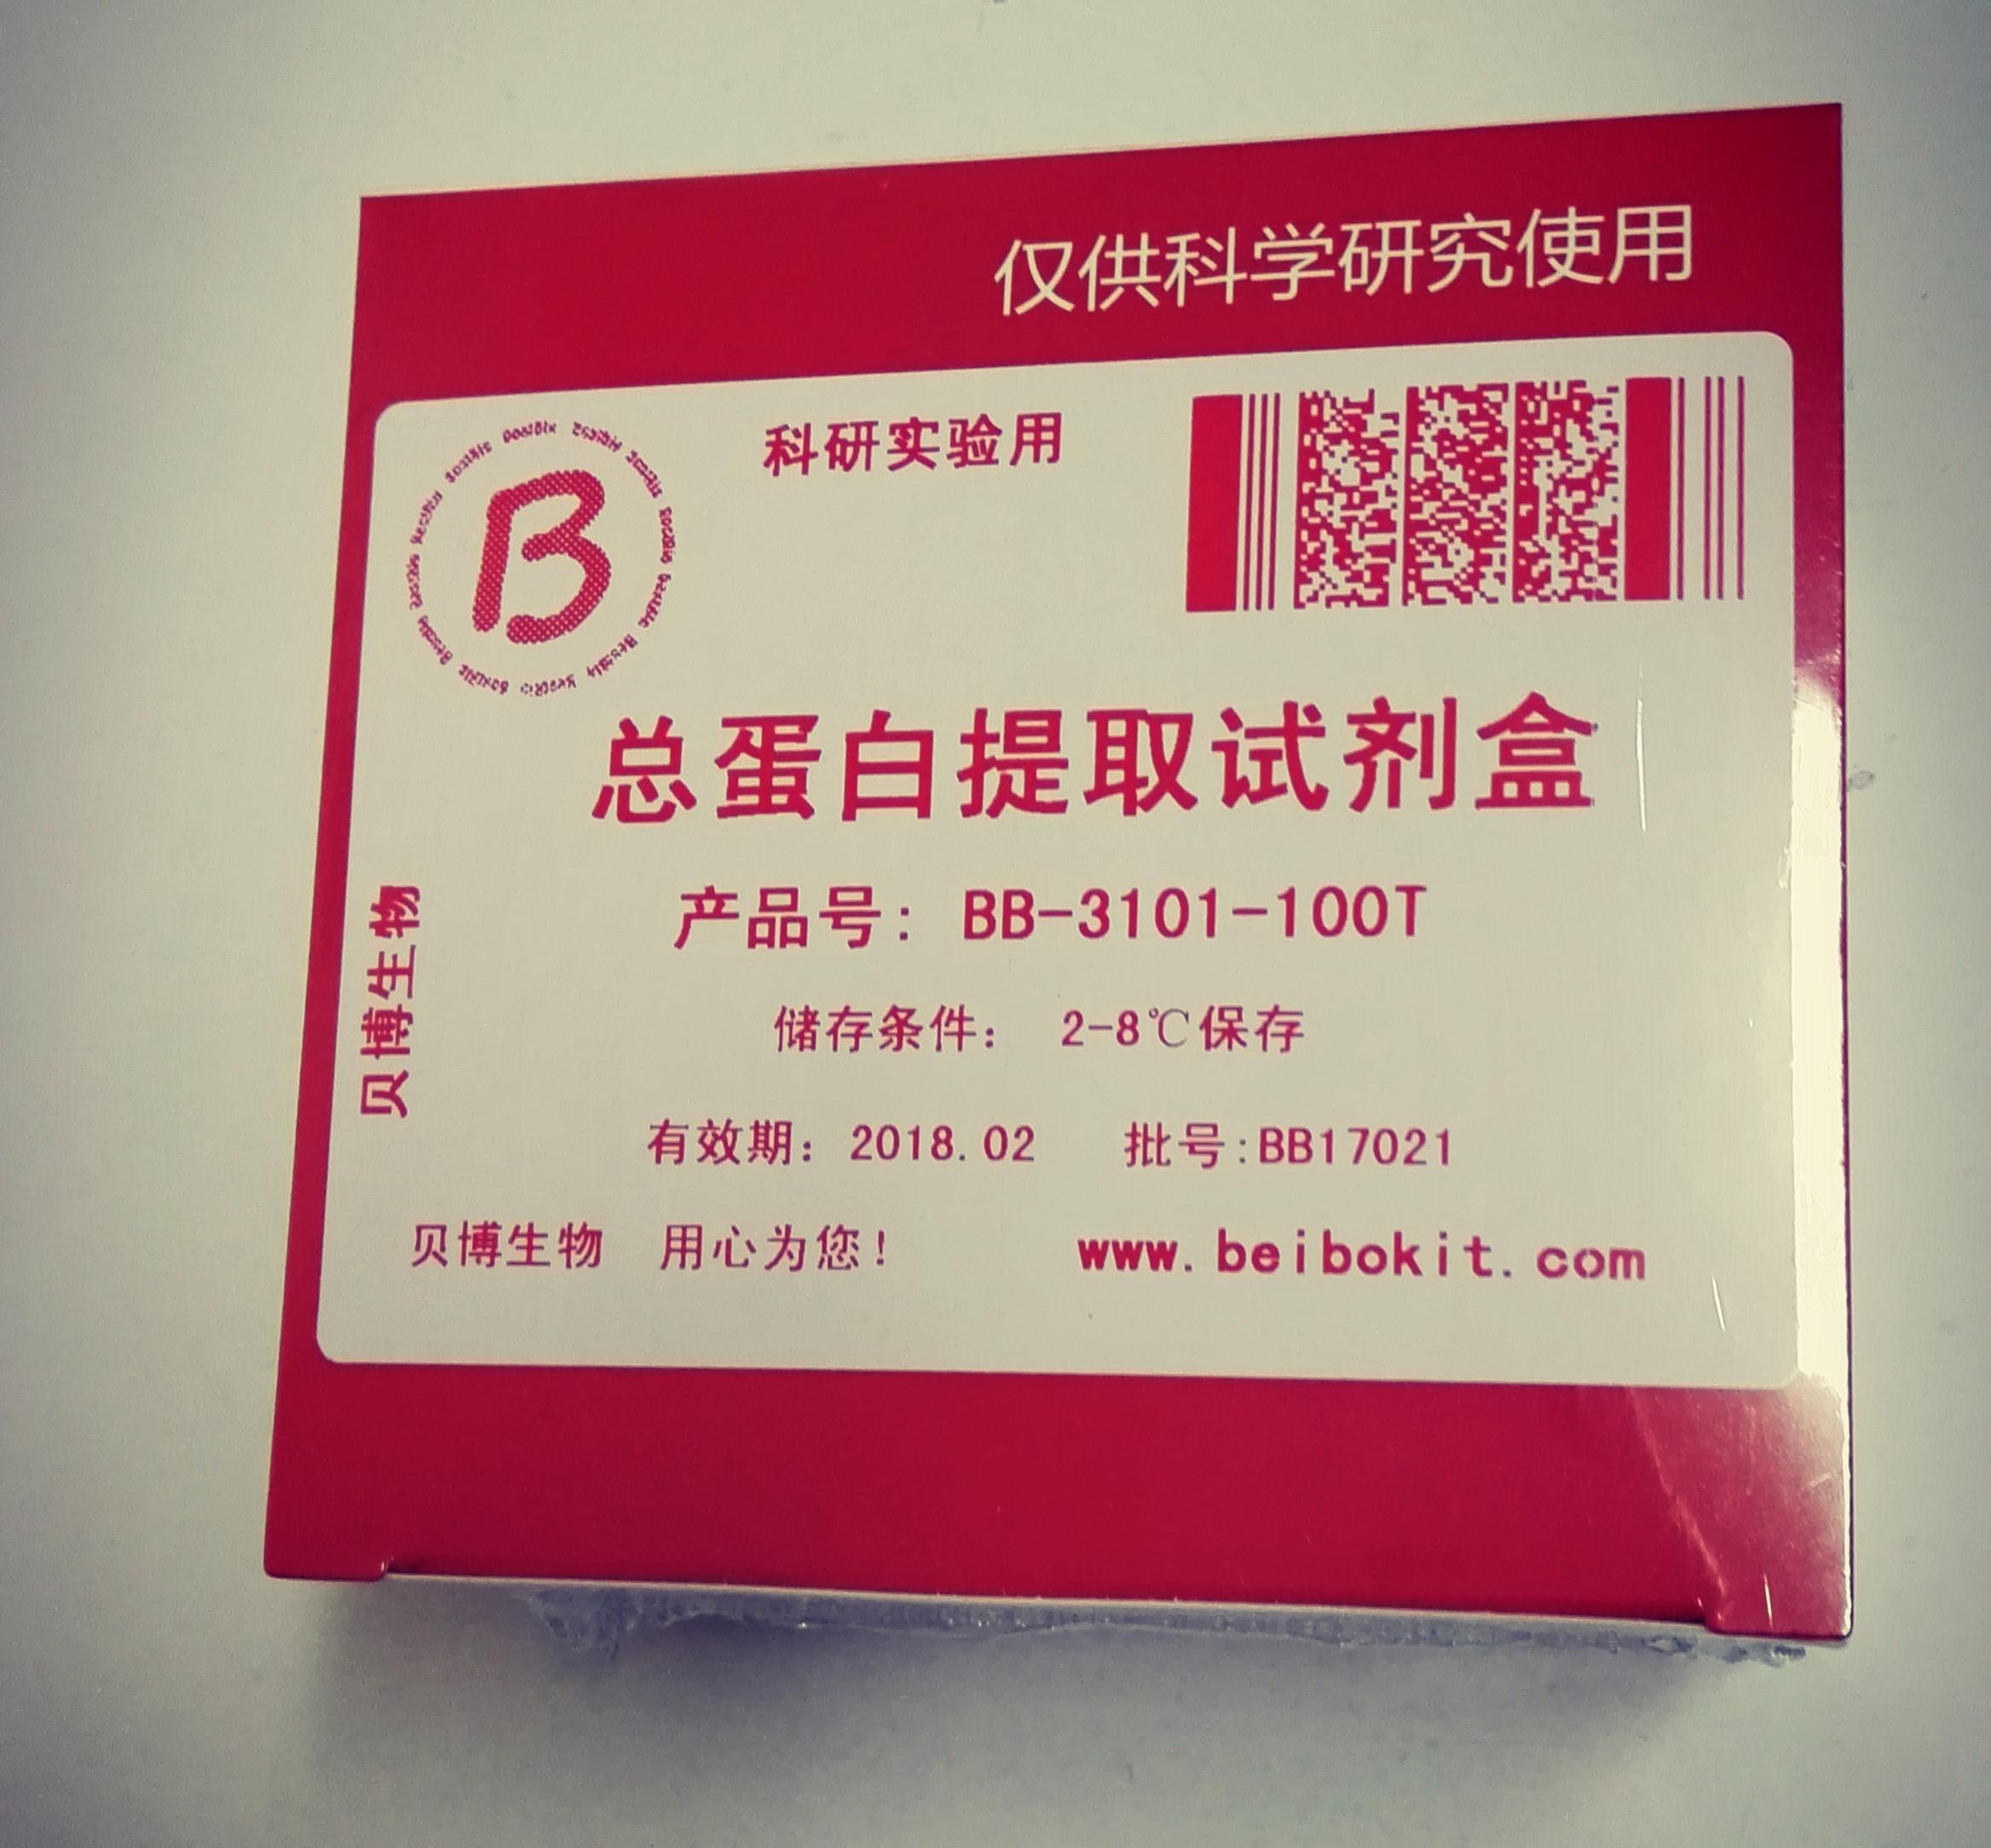 仅供科学研究使用
科研实验用
B
总蛋白提取试剂盒
产品号: BB-3101-100T
储存条件: 2-8℃保存
有效期: 2018.02 批号:BB17021
贝博生物
贝博生物 用心为您!
www.beibokit.com